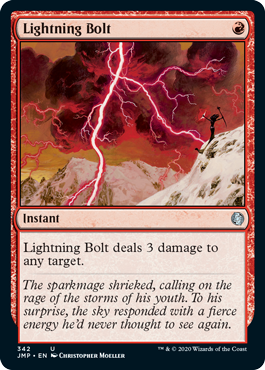 Lightning Bolt
Instant
Lightning Bolt deals 3 damage to
any target.
The sparkmage shrieked, calling on the
rage of the storms of his youth. To his
surprise, the sky responded with a fierce
energy he'd never thought to see again.
342 U
JMP • EN Christopher Moeller ™ & © 2020 Wizards of the Coast